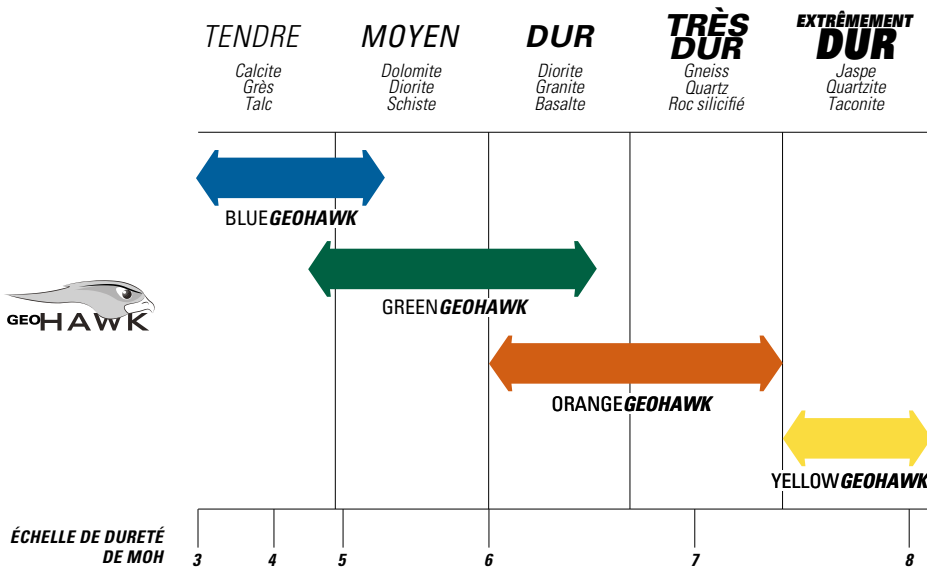 TENDRE
Calcite
Grès
Talc
MOYEN
Dolomite
Diorite
Schiste
DUR
Diorite
Granite
Basalte
TRÈS
DUR
Gneiss
Quartz
Roc silicifié
EXTRÊMEMENT
DUR
Jaspe
Quartzite
Taconite
BLUEGEOHAWK
GREENGEOHAWK
GEOHAWK
ORANGEGEOHAWK
YELLOWGEOHAWK
ÉCHELLE DE DURETÉ
DE MOH
3 4 5 6 7 8